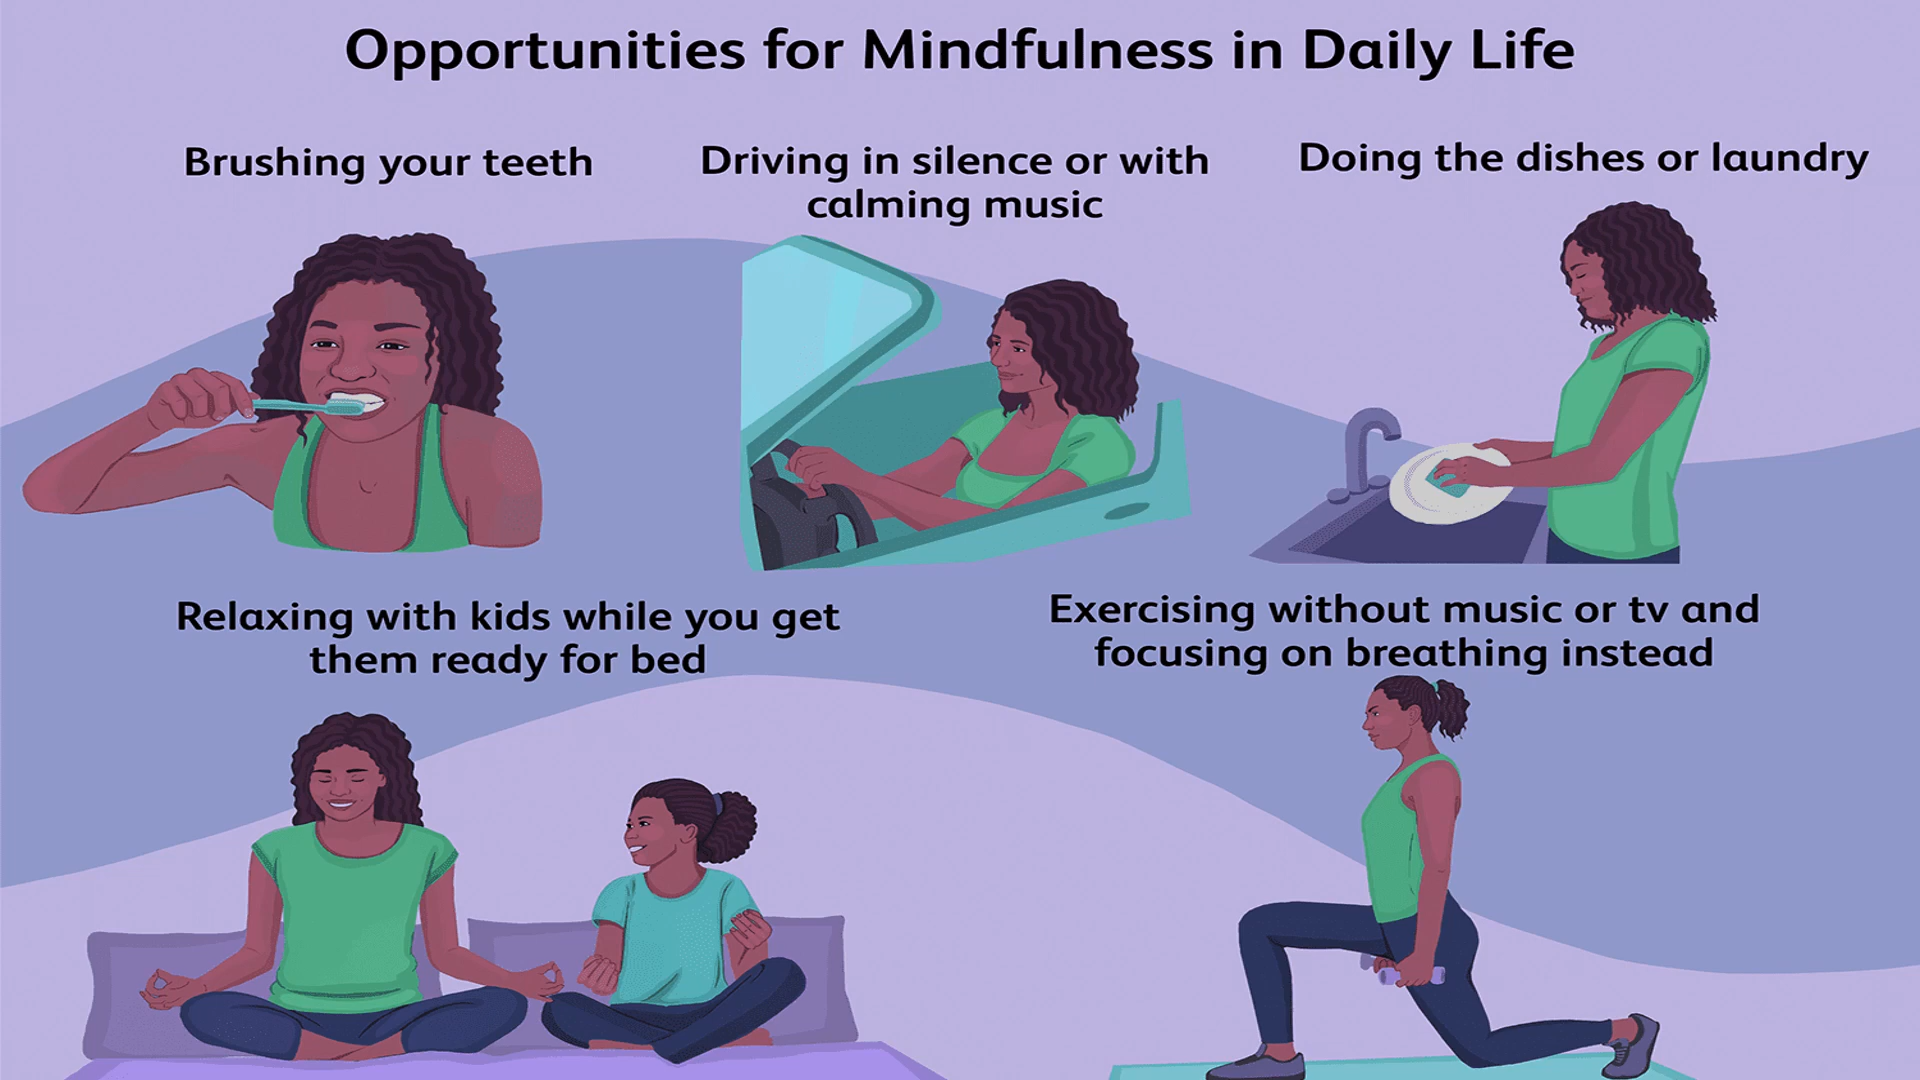 Opportunities for Mindfulness in Daily Life
Brushing your teeth
Driving in silence or with
calming music
Doing the dishes or laundry
Relaxing with kids while you get
them ready for bed
Exercising without music or tv and
focusing on breathing instead